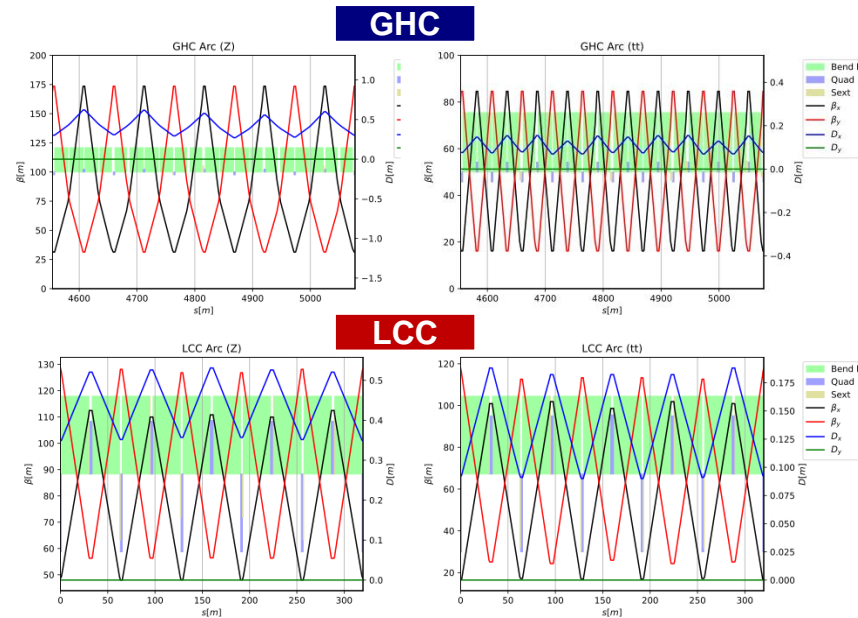 GHC
GHC Arc (Z)
200
175
150
125
100
75
50
25
0
β[m]
1.0
0.5
0.0
−0.5
−1.0
−1.5
D[m]
4600
4700
4800
4900
5000
s[m]
GHC Arc (tt)
100
80
60
40
20
0
β[m]
0.4
0.2
0.0
−0.2
−0.4
D[m]
4600
4700
4800
4900
5000
s[m]
Bend
Quad
Sext
βx
βy
Dx
Dy
LCC
LCC Arc (Z)
130
120
110
100
90
80
70
60
50
β[m]
0.5
0.4
0.3
0.2
0.1
0.0
D[m]
0
50
100
150
200
250
300
s[m]
LCC Arc (tt)
120
100
80
60
40
20
β[m]
0.175
0.150
0.125
0.100
0.075
0.050
0.025
0.000
D[m]
0
50
100
150
200
250
300
s[m]
Bend
Quad
Sext
βx
βy
Dx
Dy